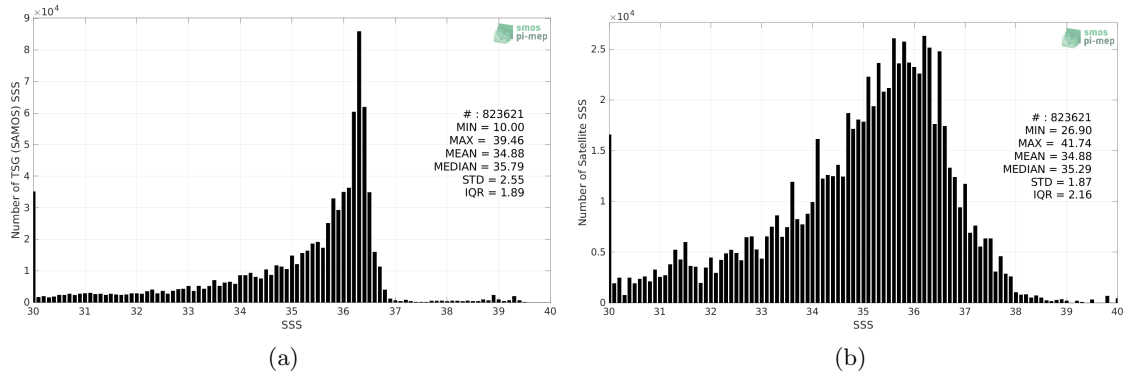 ×10^4
9
8
7
6
5
4
3
2
1
0
Number of TSG (SAMOS) SSS
30 31 32 33 34 35 36 37 38 39 40
SSS
smos
pi-mep
# : 823621
MIN = 10.00
MAX = 39.46
MEAN = 34.88
MEDIAN = 35.79
STD = 2.55
IQR = 1.89
(a)
×10^4
2.5
2
1.5
1
0.5
0
Number of Satellite SSS
30 31 32 33 34 35 36 37 38 39 40
SSS
smos
pi-mep
# : 823621
MIN = 26.90
MAX = 41.74
MEAN = 34.88
MEDIAN = 35.29
STD = 1.87
IQR = 2.16
(b)